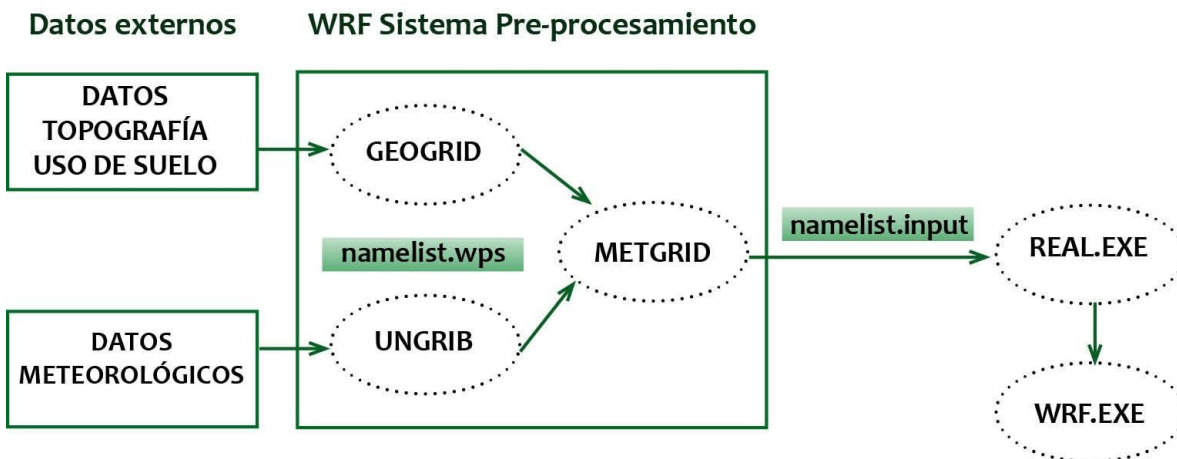 Datos externos
WRF Sistema Pre-procesamiento
DATOS
TOPOGRAFÍA
USO DE SUELO
GEOGRID
namelist.wps
METGRID
namelist.input
REAL.EXE
DATOS
METEOROLÓGICOS
UNGRIB
WRF.EXE